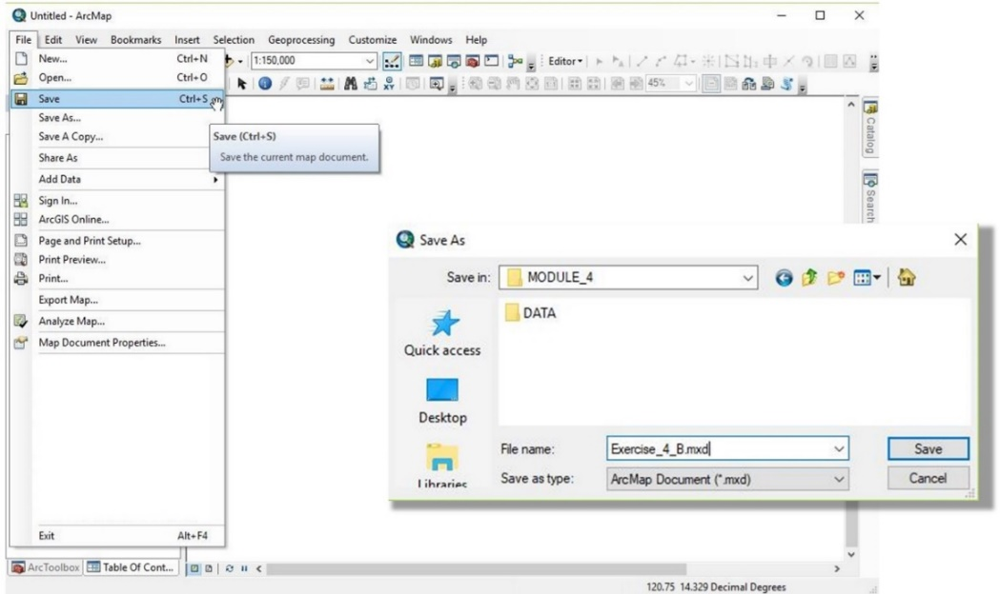 Untitled - ArcMap
File Edit View Bookmarks Insert Selection Geoprocessing Customize Windows Help
New... Ctrl+N
1:150,000
Editor
Open... Ctrl+O
45%
Save Ctrl+S
Save As...
Save A Copy...
Share As
Add Data
Sign In...
ArcGIS Online...
Page and Print Setup...
Print Preview...
Print...
Export Map...
Analyze Map...
Map Document Properties...
Exit Alt+F4
Save (Ctrl+S)
Save the current map document.
Catalog
Search
Save As
Save in: MODULE_4
DATA
Quick access
Desktop
Libraries
File name: Exercise_4_B.mxd
Save as type: ArcMap Document (*.mxd)
Save
Cancel
ArcToolbox Table Of Cont...
120.75 14.329 Decimal Degrees